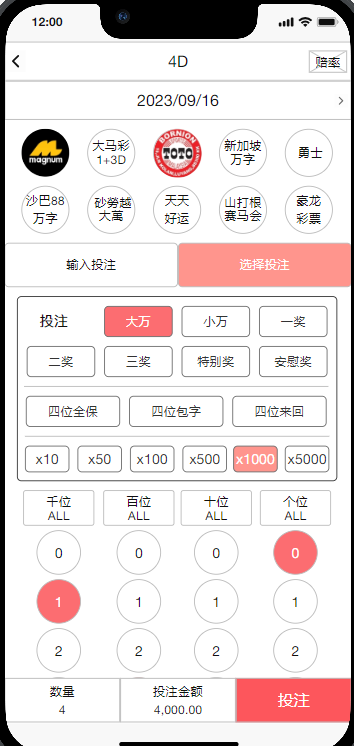 12:00
4D
赔率
2023/09/16
magnum
大马彩
1+3D
BORNION
TOTO
新加坡
万字
勇士
沙巴88
万字
砂劳越
大萬
天天
好运
山打根
赛马会
豪龙
彩票
输入投注
选择投注
投注
大万
小万
一奖
二奖
三奖
特别奖
安慰奖
四位全保
四位包字
四位来回
x10
x50
x100
x500
x1000
x5000
千位
ALL
百位
ALL
十位
ALL
个位
ALL
0
0
0
0
1
1
1
1
2
2
2
2
数量
4
投注金额
4,000.00
投注